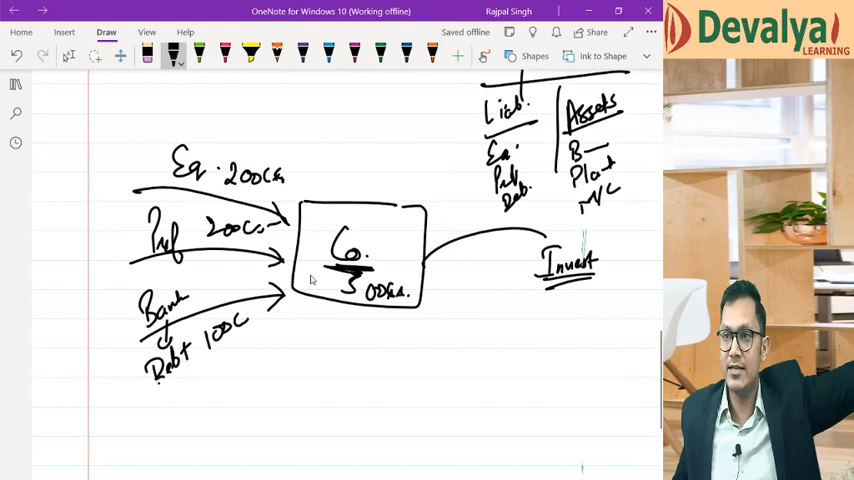 OneNote for Windows 10 (Working offline)
Rajpal Singh
Home Insert Draw View Help
Saved offline
Share
Shapes
Ink to Shape
Devalya
LEARNING
Liab. Assets
Eq. B
Pref Plant
Deb. M/C
Eq. 200Cr.
Pref 200Cr.
Co.
500Cr.
Invest
Bank
Debt 100C